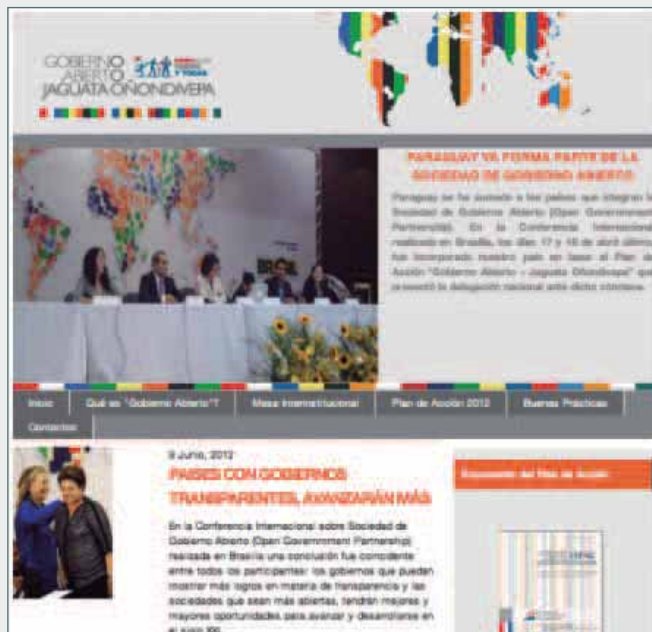 GOBIERNO
ABIERTO
JAGUATA OÑONDIVEPA
Y TODAS
PARAGUAY YA FORMA PARTE DE LA
SOCIEDAD DE GOBIERNO ABIERTO
Paraguay se ha sumado a los países que integran la
Sociedad de Gobierno Abierto (Open Government
Partnership). En la Conferencia Internacional
realizada en Brasilia, los días 17 y 18 de abril último,
fue incorporado nuestro país en base al Plan de
Acción "Gobierno Abierto - Jaguata Oñondivepa" que
presentó la delegación nacional ante dicho cónclave.
BRASIL
Inicio
Qué es "Gobierno Abierto"?
Mesa Interinstitucional
Plan de Acción 2012
Buenas Prácticas
Contactos
9 Junio, 2012
PAISES CON GOBIERNOS
TRANSPARENTES, AVANZARÁN MÁS
En la Conferencia Internacional sobre Sociedad de
Gobierno Abierto (Open Government Partnership)
realizada en Brasilia una conclusión fue coincidente
entre todos los participantes: los gobiernos que puedan
mostrar más logros en materia de transparencia y las
sociedades que sean más abiertas, tendrán mejores y
mayores oportunidades para avanzar y desarrollarse en
el siglo XXI.
del Plan de Acción